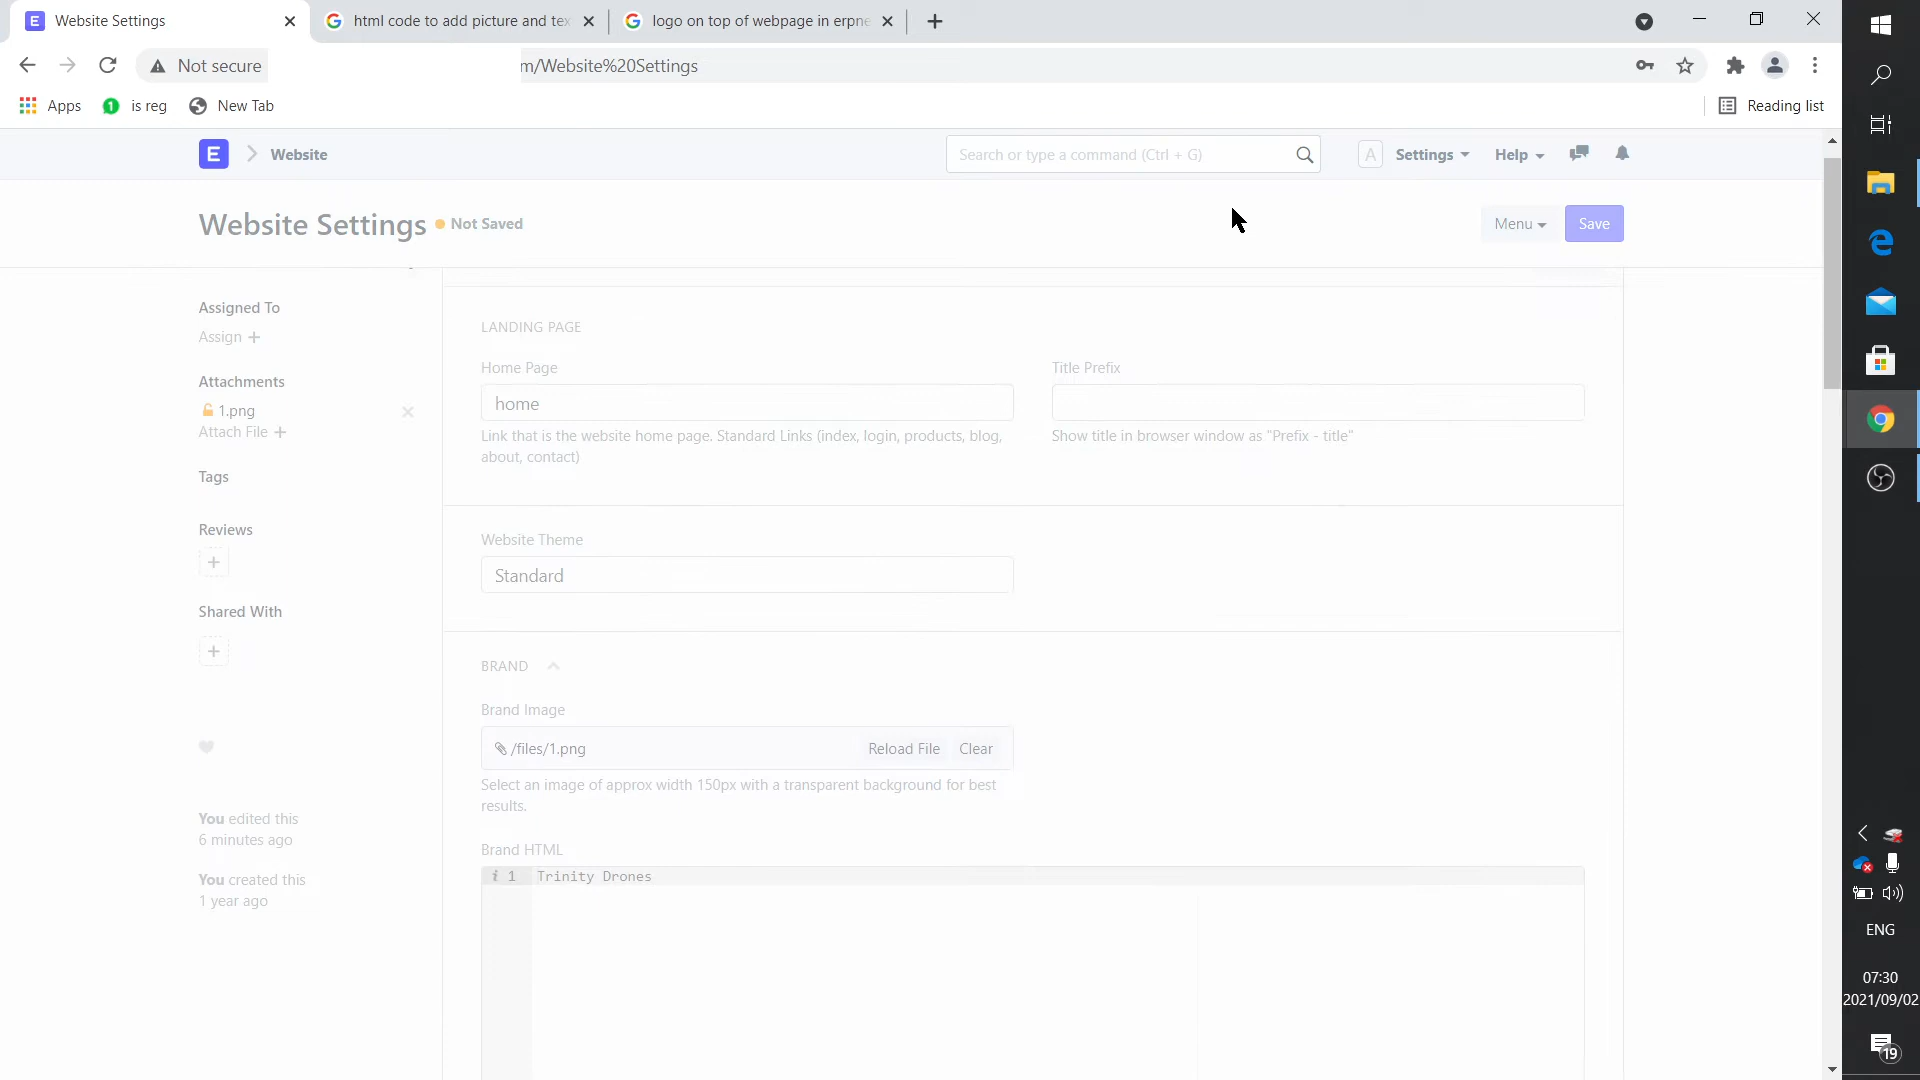 Website Settings
html code to add picture and tex
logo on top of webpage in erpne
Not secure
m/Website%20Settings
Apps
1
is reg
New Tab
Reading list
E
Website
Search or type a command (Ctrl + G)
A
Settings
Help
Website Settings
Not Saved
Menu
Save
Assigned To
Assign +
Attachments
1.png
Attach File +
Tags
Reviews
+
Shared With
+
You edited this
6 minutes ago
You created this
1 year ago
LANDING PAGE
Home Page
home
Link that is the website home page. Standard Links (index, login, products, blog,
about, contact)
Title Prefix
Show title in browser window as "Prefix - title"
Website Theme
Standard
BRAND
Brand Image
/files/1.png
Reload File
Clear
Select an image of approx width 150px with a transparent background for best
results.
Brand HTML
i 1 Trinity Drones
ENG
07:30
2021/09/02
19